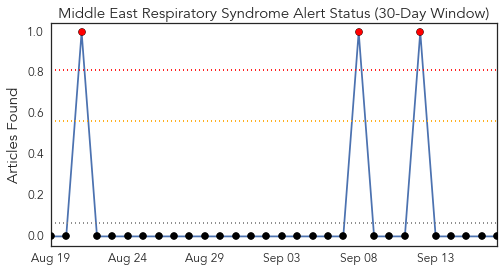 Middle East Respiratory Syndrome Alert Status (30-Day Window)
Articles Found
1.0
0.8
0.6
0.4
0.2
0.0
Aug 19 Aug 24 Aug 29 Sep 03 Sep 08 Sep 13